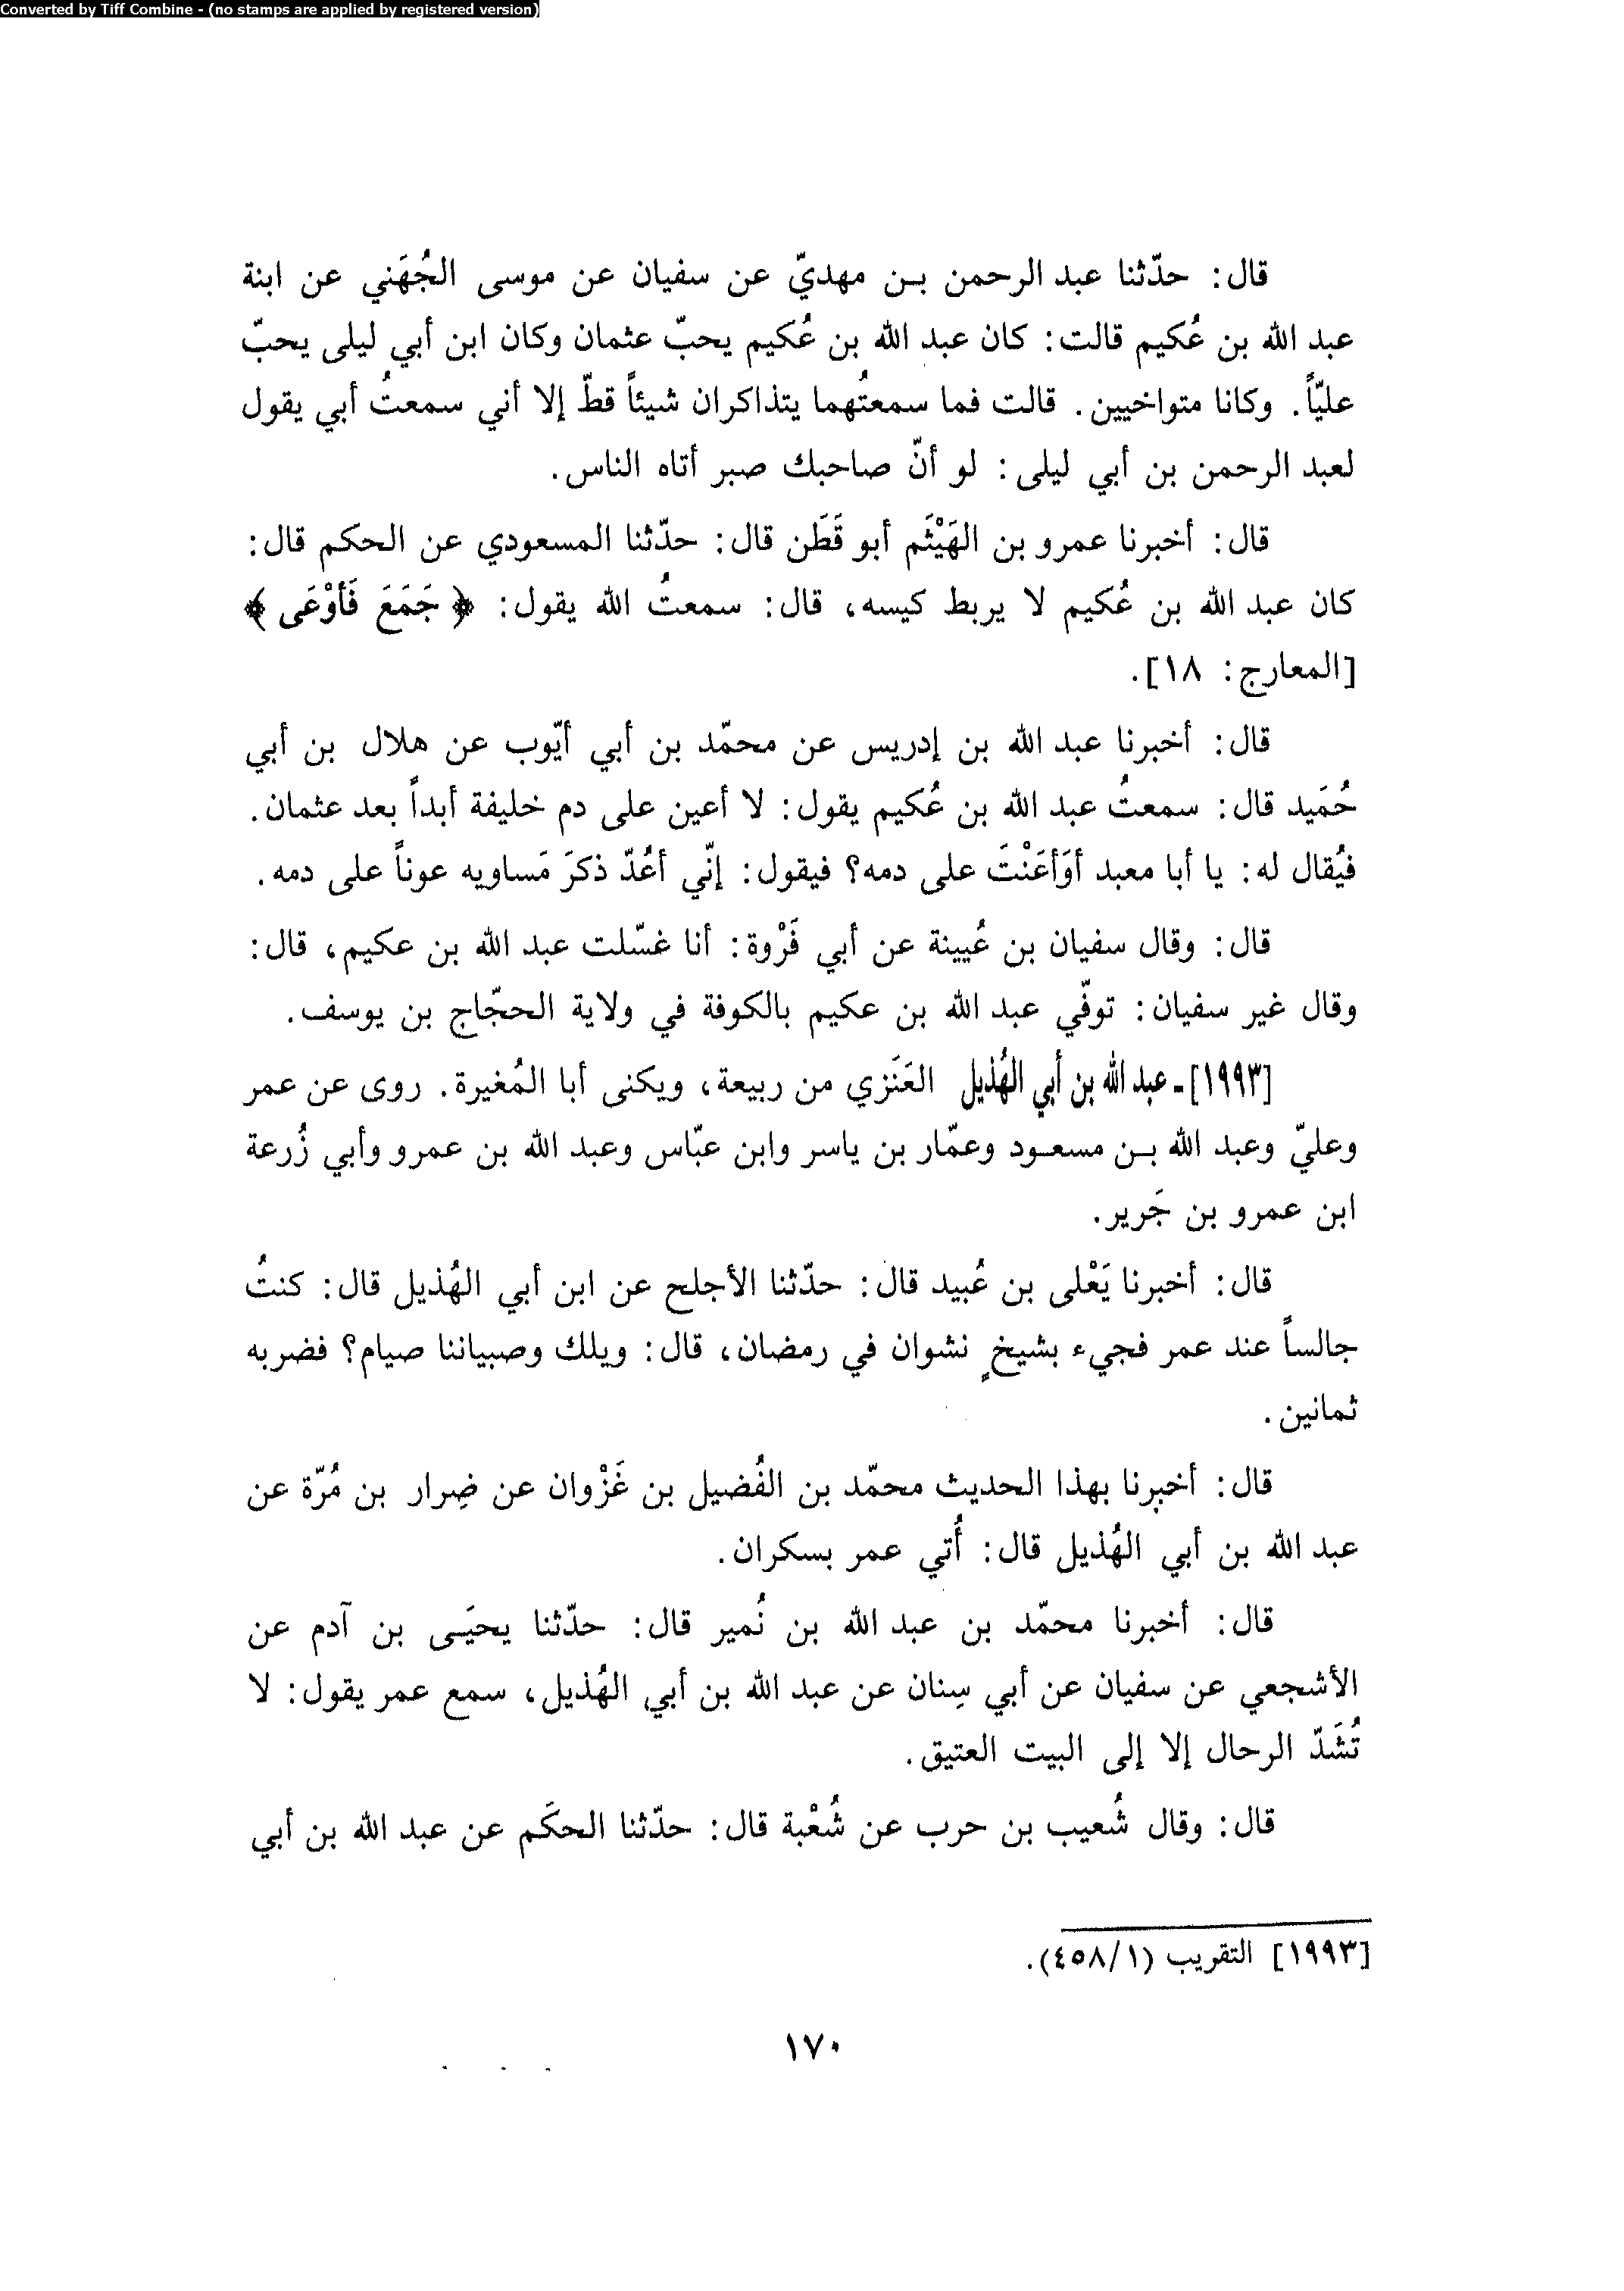 Converted by Tiff Combine - (no stamps are applied by registered version)
قال: حدّثنا عبد الرحمن بن مهديّ عن سفيان عن موسى الجُهَني عن ابنة
عبد الله بن عُكيم قالت: كان عبد الله بن عُكيم يحبّ عثمان وكان ابن أبي ليلى يحبّ
عليّاً. وكانا متواخيين. قالت فما سمعتُهما يتذاكران شيئاً قطّ إلا أني سمعتُ أبي يقول
لعبد الرحمن بن أبي ليلى: لو أنّ صاحبك صبر أتاه الناس.
قال: أخبرنا عمرو بن الهَيْثَم أبو قَطَن قال: حدّثنا المسعودي عن الحكم قال:
كان عبد الله بن عُكيم لا يربط كيسه، قال: سمعتُ الله يقول: ﴿ جَمَعَ فَأوْعَى ﴾
[المعارج: ١٨].
قال: أخبرنا عبد الله بن إدريس عن محمّد بن أبي أيّوب عن هلال بن أبي
حُمَيد قال: سمعتُ عبد الله بن عُكيم يقول: لا أعين على دم خليفة أبداً بعد عثمان.
فيُقال له: يا أبا معبد أوَأعَنْتَ على دمه؟ فيقول: إنّي أعُدّ ذكرَ مَساويه عوناً على دمه.
قال: وقال سفيان بن عُيينة عن أبي فَرْوة: أنا غسّلت عبد الله بن عكيم، قال:
وقال غير سفيان: توفّي عبد الله بن عكيم بالكوفة في ولاية الحجّاج بن يوسف.
[١٩٩٣] - عبد الله بن أبي الهُذيل العَنَزي من ربيعة، ويكنى أبا المُغيرة. روى عن عمر
وعليّ وعبد الله بن مسعود وعمّار بن ياسر وابن عبّاس وعبد الله بن عمرو وأبي زُرعة
ابن عمرو بن جَرير.
قال: أخبرنا يَعْلى بن عُبيد قال: حدّثنا الأجلح عن ابن أبي الهُذيل قال: كنتُ
جالساً عند عمر فجيء بشيخٍ نشوان في رمضان، قال: ويلك وصبياننا صيام؟ فضربه
ثمانين.
قال: أخبرنا بهذا الحديث محمّد بن الفُضيل بن غَزْوان عن ضِرار بن مُرّة عن
عبد الله بن أبي الهُذيل قال: أُتي عمر بسكران.
قال: أخبرنا محمّد بن عبد الله بن نُمير قال: حدّثنا يحيَى بن آدم عن
الأشجعي عن سفيان عن أبي سِنان عن عبد الله بن أبي الهُذيل، سمع عمر يقول: لا
تُشَدّ الرحال إلا إلى البيت العتيق.
قال: وقال شُعيب بن حرب عن شُعْبة قال: حدّثنا الحكَم عن عبد الله بن أبي
[١٩٩٣] التقريب (٤٥٨/١).
١٧٠